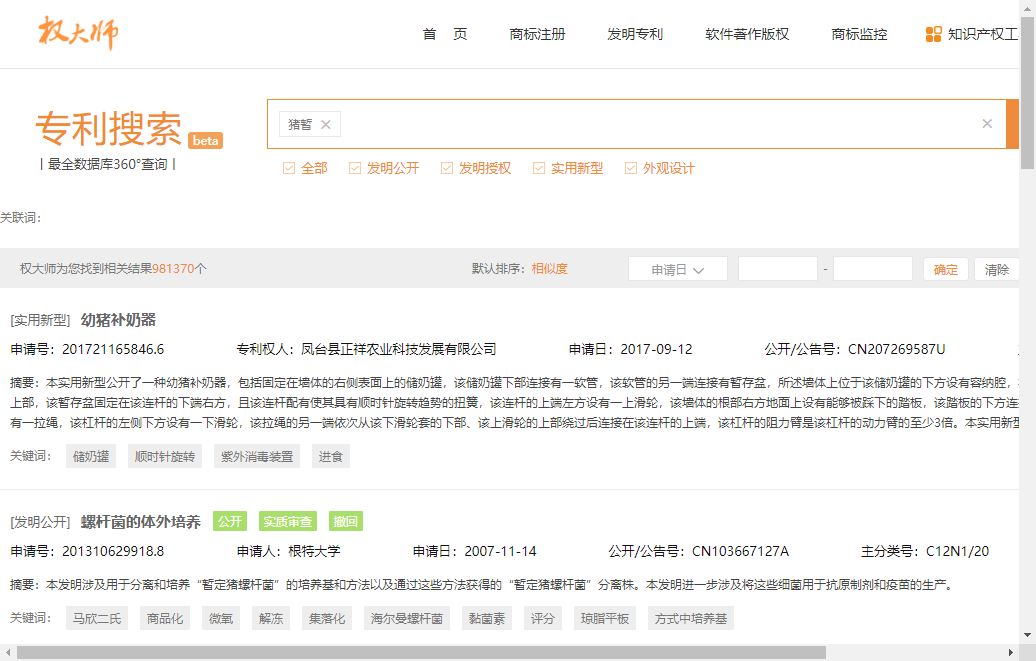 权大师
首 页 商标注册 发明专利 软件著作权 商标监控 知识产权工
专利搜索 beta
丨最全数据库360°查询丨
猪暂 ×
全部 发明公开 发明授权 实用新型 外观设计
关联词：
权大师为您找到相关结果981370个 默认排序：相似度 申请日 - 确定 清除
[实用新型] 幼猪补奶器
申请号：201721165846.6 专利权人：凤台县正祥农业科技发展有限公司 申请日：2017-09-12 公开/公告号：CN207269587U
摘要：本实用新型公开了一种幼猪补奶器，包括固定在墙体的右侧表面上的储奶罐，该储奶罐下部连接有一软管，该软管的另一端连接有暂存盆，所述墙体上位于该储奶罐的下方设有容纳腔，
上部，该暂存盆固定在该连杆的下端右方，且该连杆配有使其具有顺时针旋转趋势的扭簧，该连杆的上端左方设有一上滑轮，该墙体的根部右方地面上设有能够被踩下的踏板，该踏板的下方连
有一拉绳，该杠杆的左侧下方设有一下滑轮，该拉绳的另一端依次从该下滑轮套的下部、该上滑轮的上部绕过后连接在该连杆的上端，该杠杆的阻力臂是该杠杆的动力臂的至少3倍。本实用新型
关键词： 储奶罐 顺时针旋转 紫外消毒装置 进食
[发明公开] 螺杆菌的体外培养 公开 实质审查 撤回
申请号：201310629918.8 申请人：根特大学 申请日：2007-11-14 公开/公告号：CN103667127A 主分类号：C12N1/20
摘要：本发明涉及用于分离和培养“暂定猪螺杆菌”的培养基和方法以及通过这些方法获得的“暂定猪螺杆菌”分离株。本发明进一步涉及将这些细菌用于抗原制剂和疫苗的生产。
关键词： 马欣二氏 商品化 微氧 解冻 集落化 海尔曼螺杆菌 黏菌素 评分 琼脂平板 方式中培养基